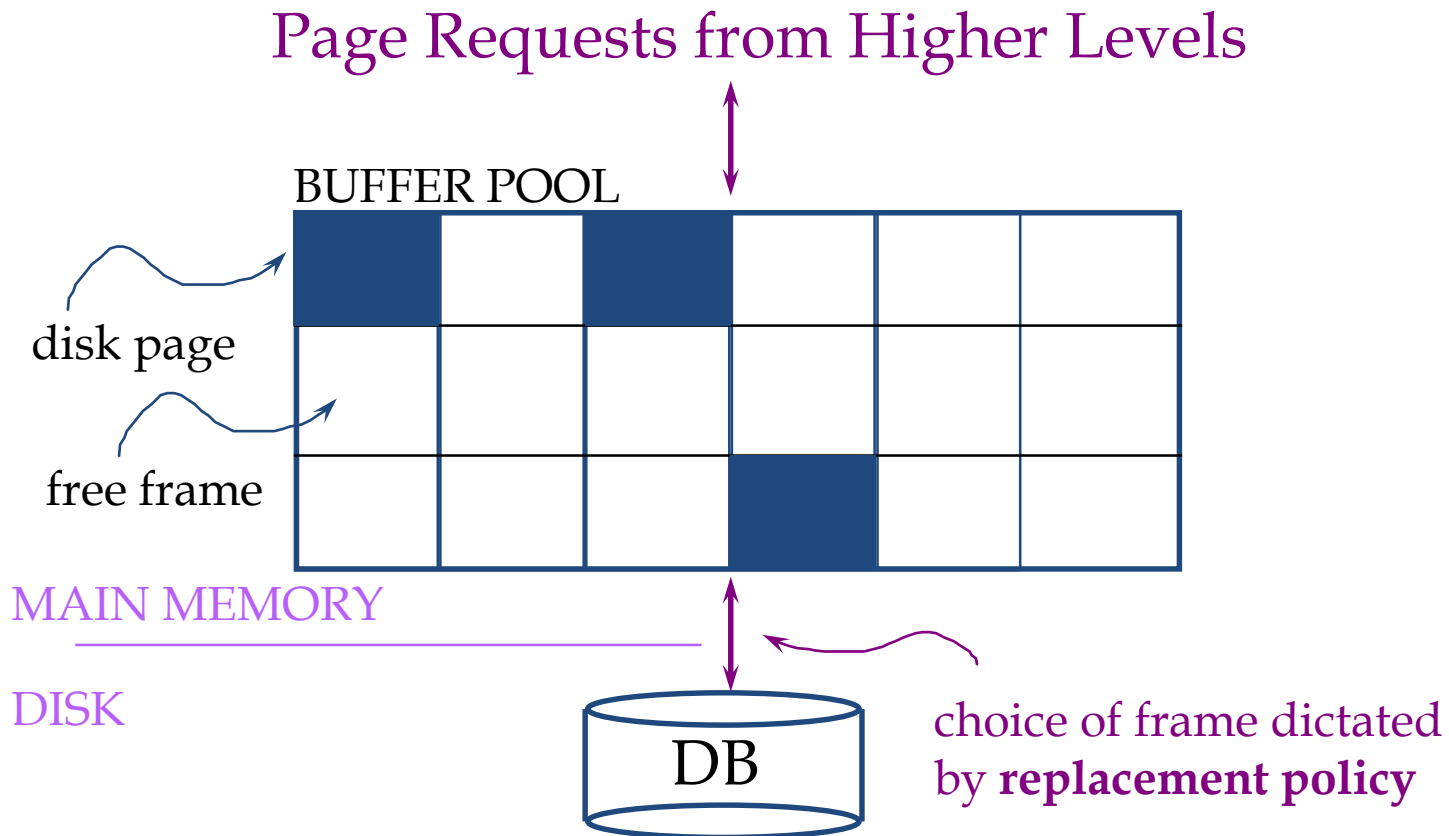 Page Requests from Higher Levels
BUFFER POOL
disk page
free frame
MAIN MEMORY
DISK
DB
choice of frame dictated
by replacement policy